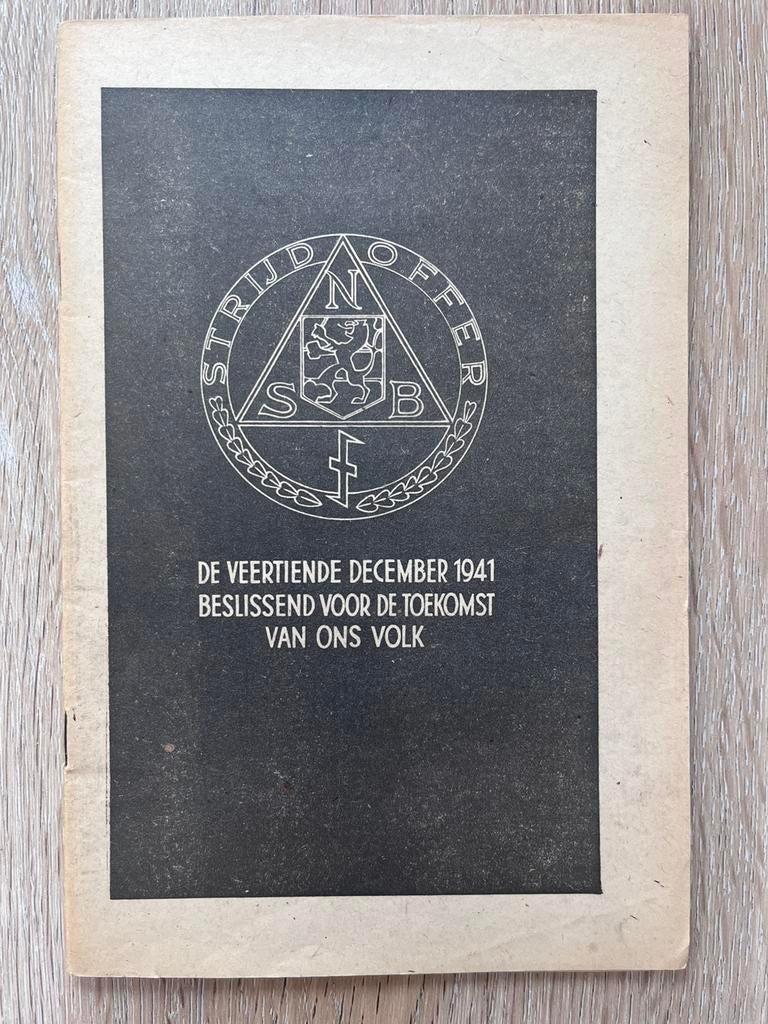 STRIJD OFFER
N
S B
DE VEERTIENDE DECEMBER 1941
BESLISSEND VOOR DE TOEKOMST
VAN ONS VOLK